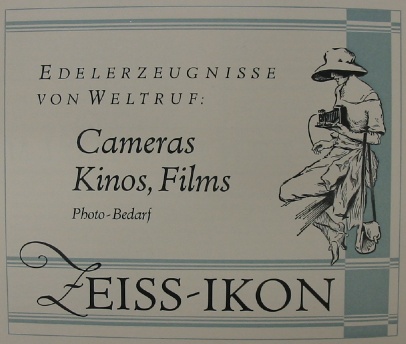 EDELERZEUGNISSE
VON WELTRUF:
Cameras
Kinos, Films
Photo-Bedarf
ZEISS-IKON